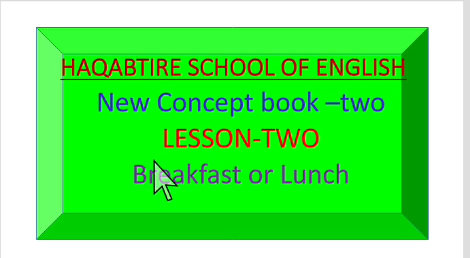 HAQABTIRE SCHOOL OF ENGLISH
New Concept book –two
LESSON-TWO
Breakfast or Lunch